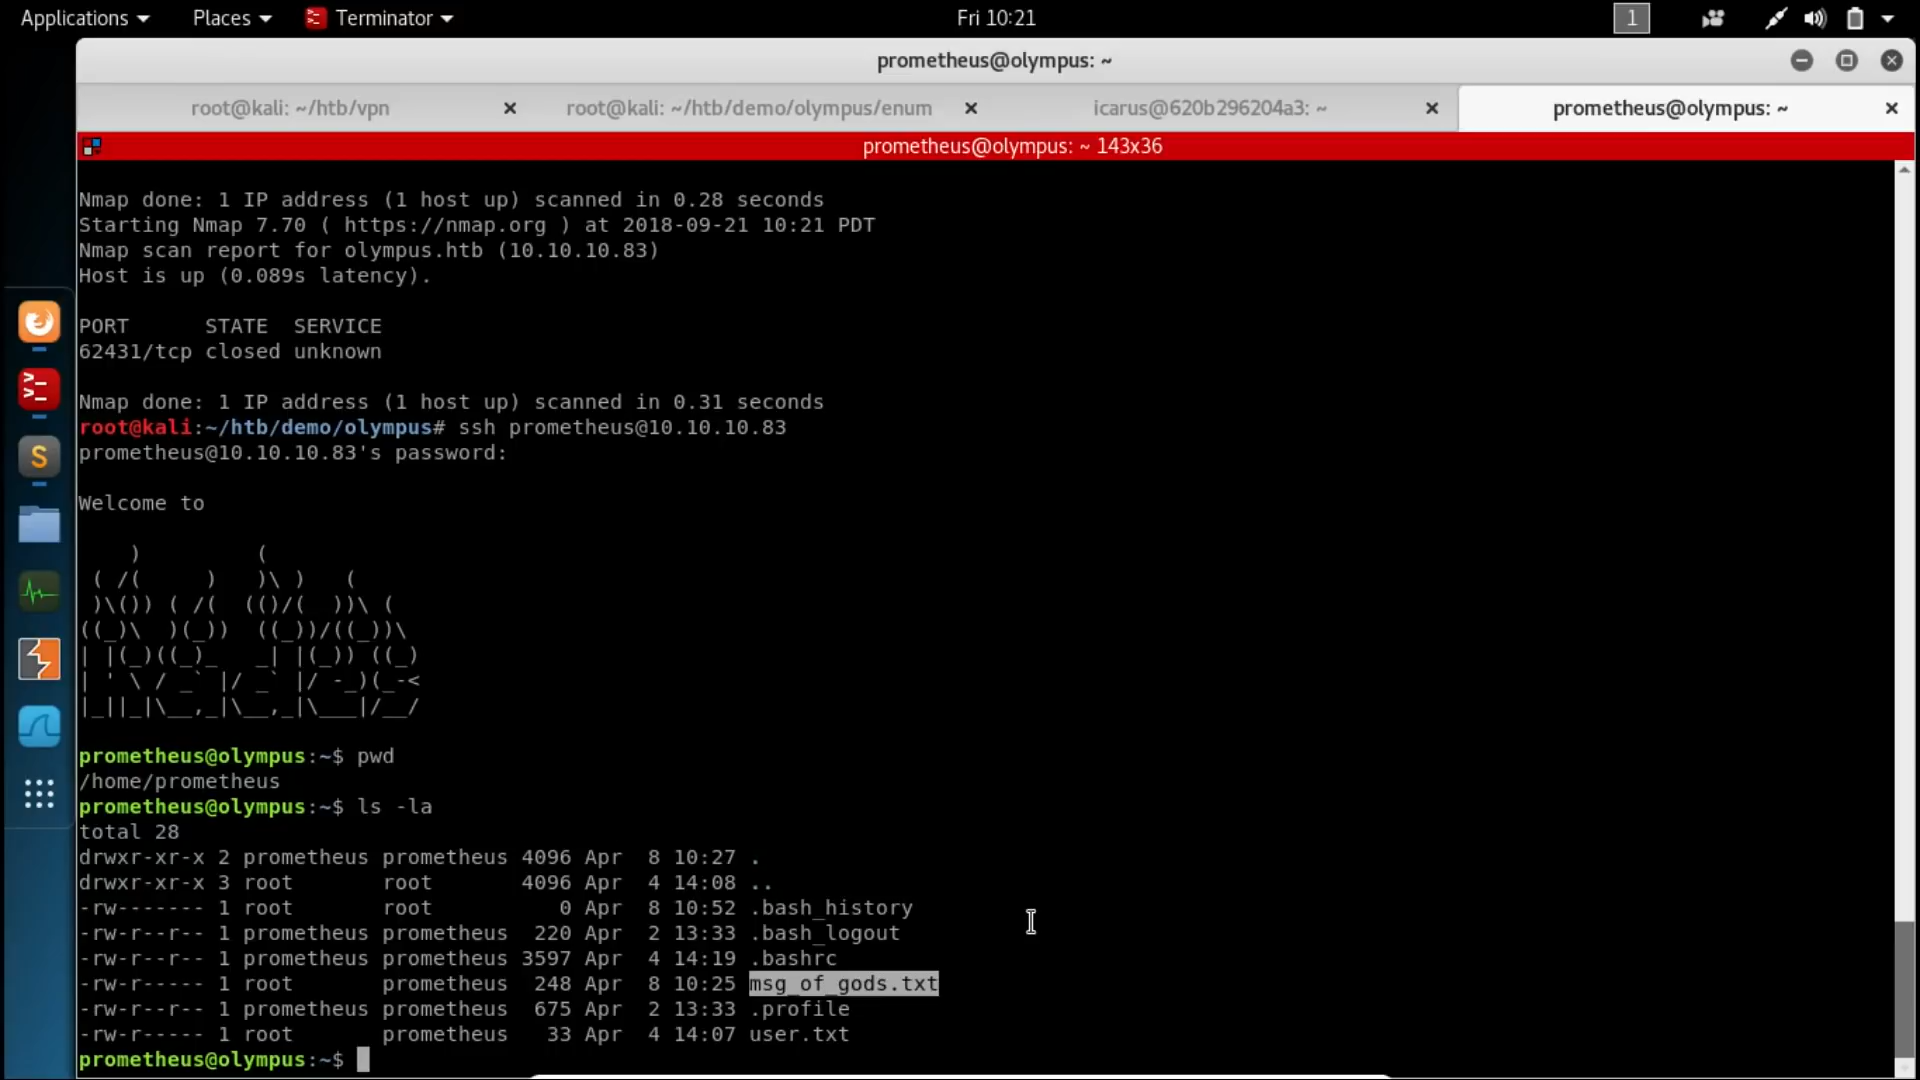 Applications Places Terminator Fri 10:21 1
prometheus@olympus: ~
root@kali: ~/htb/vpn root@kali: ~/htb/demo/olympus/enum icarus@620b296204a3: ~ prometheus@olympus: ~
prometheus@olympus: ~ 143x36
Nmap done: 1 IP address (1 host up) scanned in 0.28 seconds
Starting Nmap 7.70 ( https://nmap.org ) at 2018-09-21 10:21 PDT
Nmap scan report for olympus.htb (10.10.10.83)
Host is up (0.089s latency).
PORT      STATE  SERVICE
62431/tcp closed unknown
Nmap done: 1 IP address (1 host up) scanned in 0.31 seconds
root@kali:~/htb/demo/olympus# ssh prometheus@10.10.10.83
prometheus@10.10.10.83's password:
Welcome to
    )         (
 ( /(     )   )\ )   (
 )\()) ( /(  (()/(  ))\ (
((_)\  )(_))  ((_))/((_))\
| |(_)((_)_   _| |(_)) ((_)
| ' \ / _` |/ _` |/ -_)(_-<
|_||_|\__,_|\__,_|\___|/__/
prometheus@olympus:~$ pwd
/home/prometheus
prometheus@olympus:~$ ls -la
total 28
drwxr-xr-x 2 prometheus prometheus 4096 Apr  8 10:27 .
drwxr-xr-x 3 root       root       4096 Apr  4 14:08 ..
-rw------- 1 root       root          0 Apr  8 10:52 .bash_history
-rw-r--r-- 1 prometheus prometheus  220 Apr  2 13:33 .bash_logout
-rw-r--r-- 1 prometheus prometheus 3597 Apr  4 14:19 .bashrc
-rw-r----- 1 root       prometheus  248 Apr  8 10:25 msg_of_gods.txt
-rw-r--r-- 1 prometheus prometheus  675 Apr  2 13:33 .profile
-rw-r----- 1 root       prometheus   33 Apr  4 14:07 user.txt
prometheus@olympus:~$